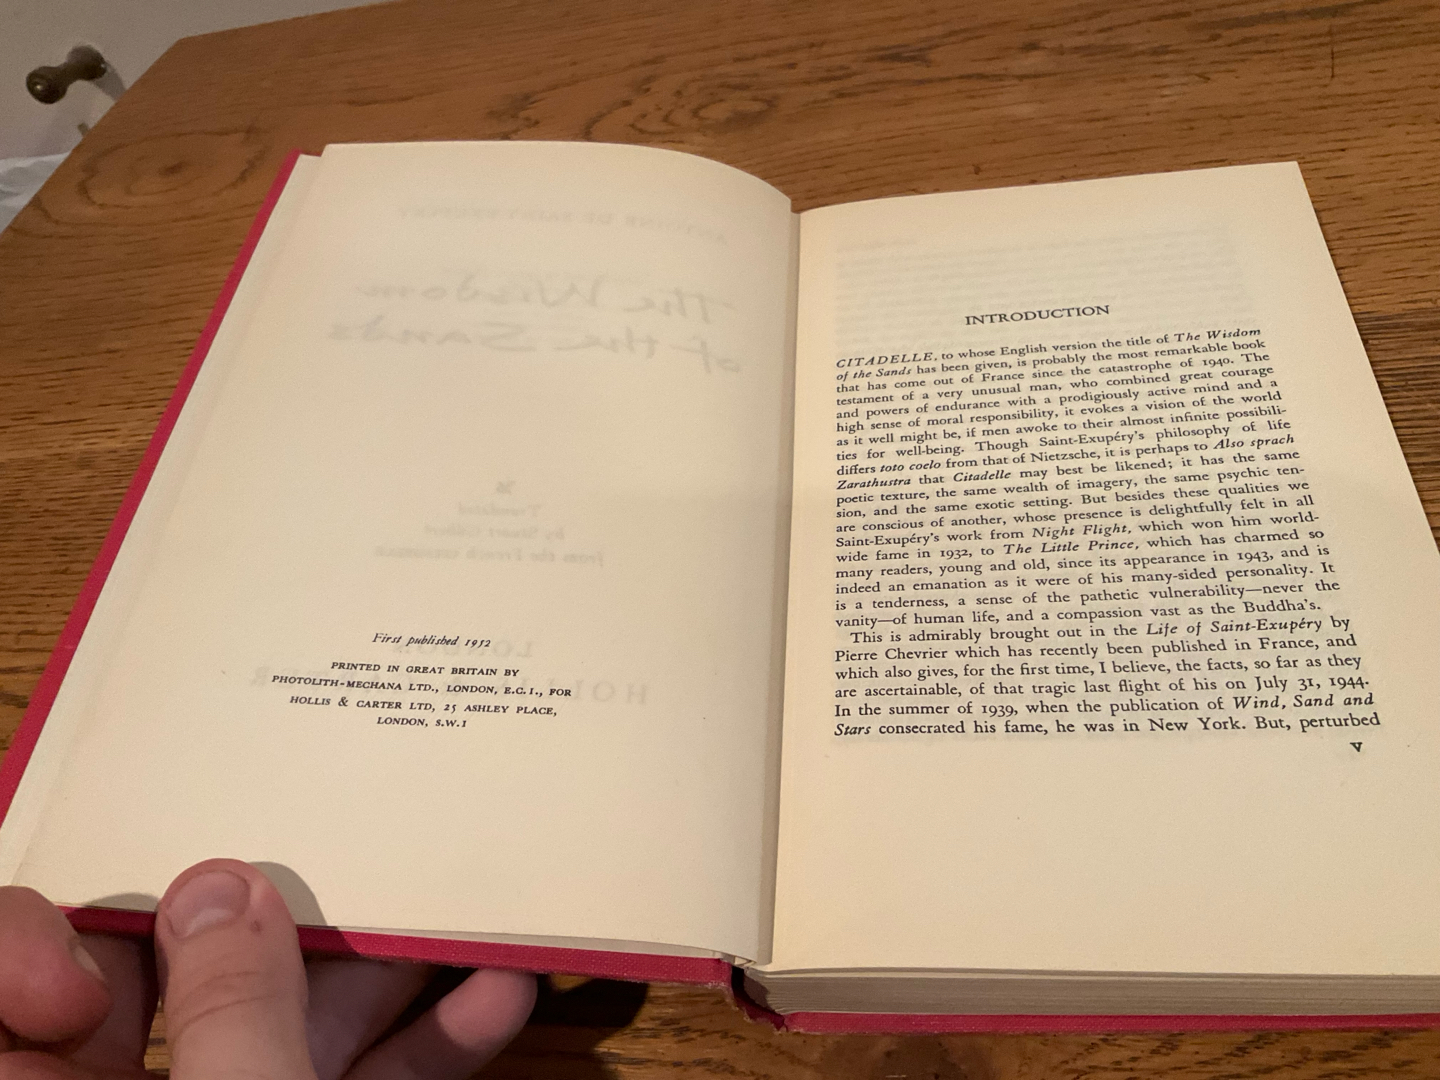 First published 1952
PRINTED IN GREAT BRITAIN BY
PHOTOLITH-MECHANA LTD., LONDON, E.C.1., FOR
HOLLIS & CARTER LTD, 25 ASHLEY PLACE,
LONDON, S.W.1
The Wisdom
of the Sands
INTRODUCTION
CITADELLE, to whose English version the title of The Wisdom
of the Sands has been given, is probably the most remarkable book
that has come out of France since the catastrophe of 1940. The
testament of a very unusual man, who combined great courage
and powers of endurance with a prodigiously active mind and a
high sense of moral responsibility, it evokes a vision of the world
as it well might be, if men awoke to their almost infinite possibili-
ties for well-being. Though Saint-Exupéry's philosophy of life
differs toto coelo from that of Nietzsche, it is perhaps to Also sprach
Zarathustra that Citadelle may best be likened; it has the same
poetic texture, the same wealth of imagery, the same psychic ten-
sion, and the same exotic setting. But besides these qualities we
are conscious of another, whose presence is delightfully felt in all
Saint-Exupéry's work from Night Flight, which won him world-
wide fame in 1932, to The Little Prince, which has charmed so
many readers, young and old, since its appearance in 1943, and is
indeed an emanation as it were of his many-sided personality. It
is a tenderness, a sense of the pathetic vulnerability—never the
vanity—of human life, and a compassion vast as the Buddha's.
This is admirably brought out in the Life of Saint-Exupéry by
Pierre Chevrier which has recently been published in France, and
which also gives, for the first time, I believe, the facts, so far as they
are ascertainable, of that tragic last flight of his on July 31, 1944.
In the summer of 1939, when the publication of Wind, Sand and
Stars consecrated his fame, he was in New York. But, perturbed
v